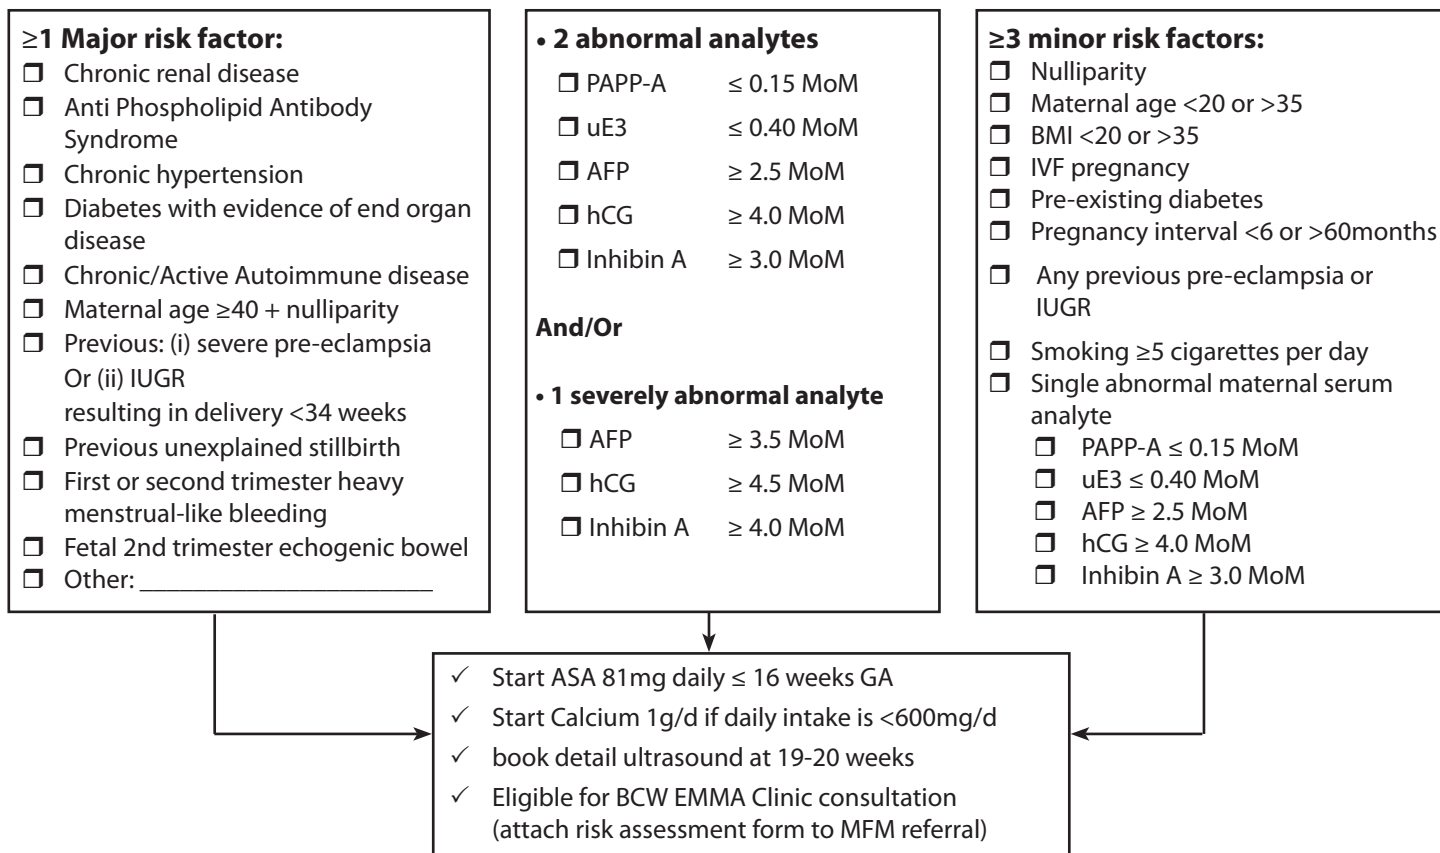 ≥1 Major risk factor:
❒ Chronic renal disease
❒ Anti Phospholipid Antibody
Syndrome
❒ Chronic hypertension
❒ Diabetes with evidence of end organ
disease
❒ Chronic/Active Autoimmune disease
❒ Maternal age ≥40 + nulliparity
❒ Previous: (i) severe pre-eclampsia
Or (ii) IUGR
resulting in delivery <34 weeks
❒ Previous unexplained stillbirth
❒ First or second trimester heavy
menstrual-like bleeding
❒ Fetal 2nd trimester echogenic bowel
❒ Other: ________________________
• 2 abnormal analytes
❒ PAPP-A ≤ 0.15 MoM
❒ uE3 ≤ 0.40 MoM
❒ AFP ≥ 2.5 MoM
❒ hCG ≥ 4.0 MoM
❒ Inhibin A ≥ 3.0 MoM
And/Or
• 1 severely abnormal analyte
❒ AFP ≥ 3.5 MoM
❒ hCG ≥ 4.5 MoM
❒ Inhibin A ≥ 4.0 MoM
≥3 minor risk factors:
❒ Nulliparity
❒ Maternal age <20 or >35
❒ BMI <20 or >35
❒ IVF pregnancy
❒ Pre-existing diabetes
❒ Pregnancy interval <6 or >60months
❒ Any previous pre-eclampsia or
IUGR
❒ Smoking ≥5 cigarettes per day
❒ Single abnormal maternal serum
analyte
❒ PAPP-A ≤ 0.15 MoM
❒ uE3 ≤ 0.40 MoM
❒ AFP ≥ 2.5 MoM
❒ hCG ≥ 4.0 MoM
❒ Inhibin A ≥ 3.0 MoM
✓ Start ASA 81mg daily ≤ 16 weeks GA
✓ Start Calcium 1g/d if daily intake is <600mg/d
✓ book detail ultrasound at 19-20 weeks
✓ Eligible for BCW EMMA Clinic consultation
(attach risk assessment form to MFM referral)